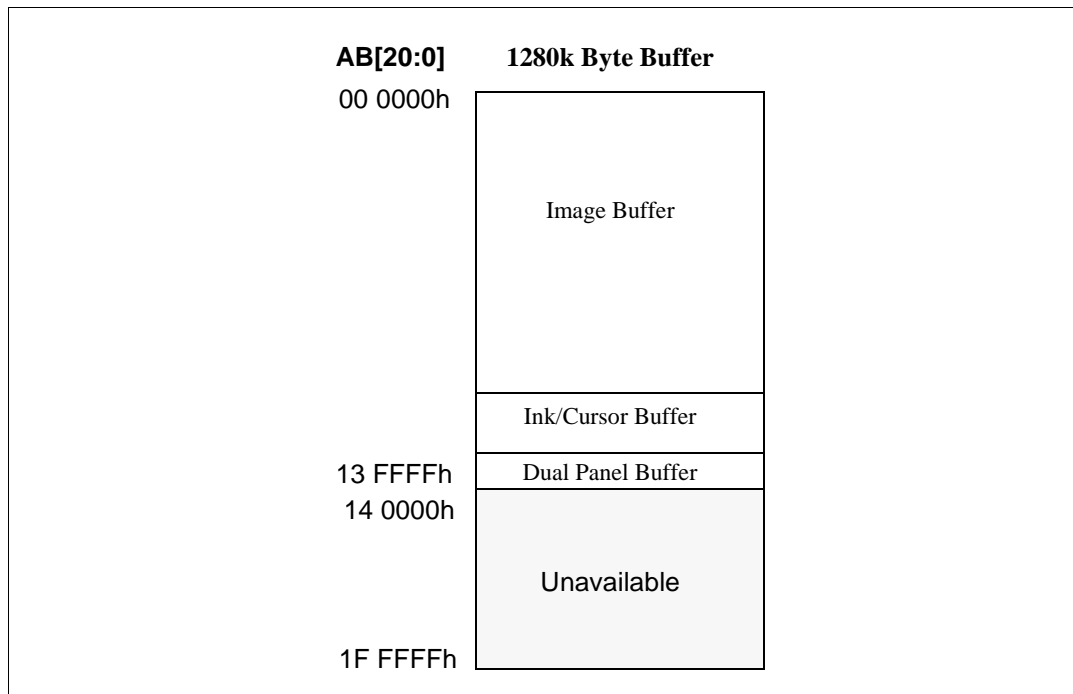 AB[20:0] 1280k Byte Buffer
00 0000h
Image Buffer
Ink/Cursor Buffer
13 FFFFh Dual Panel Buffer
14 0000h
Unavailable
1F FFFFh